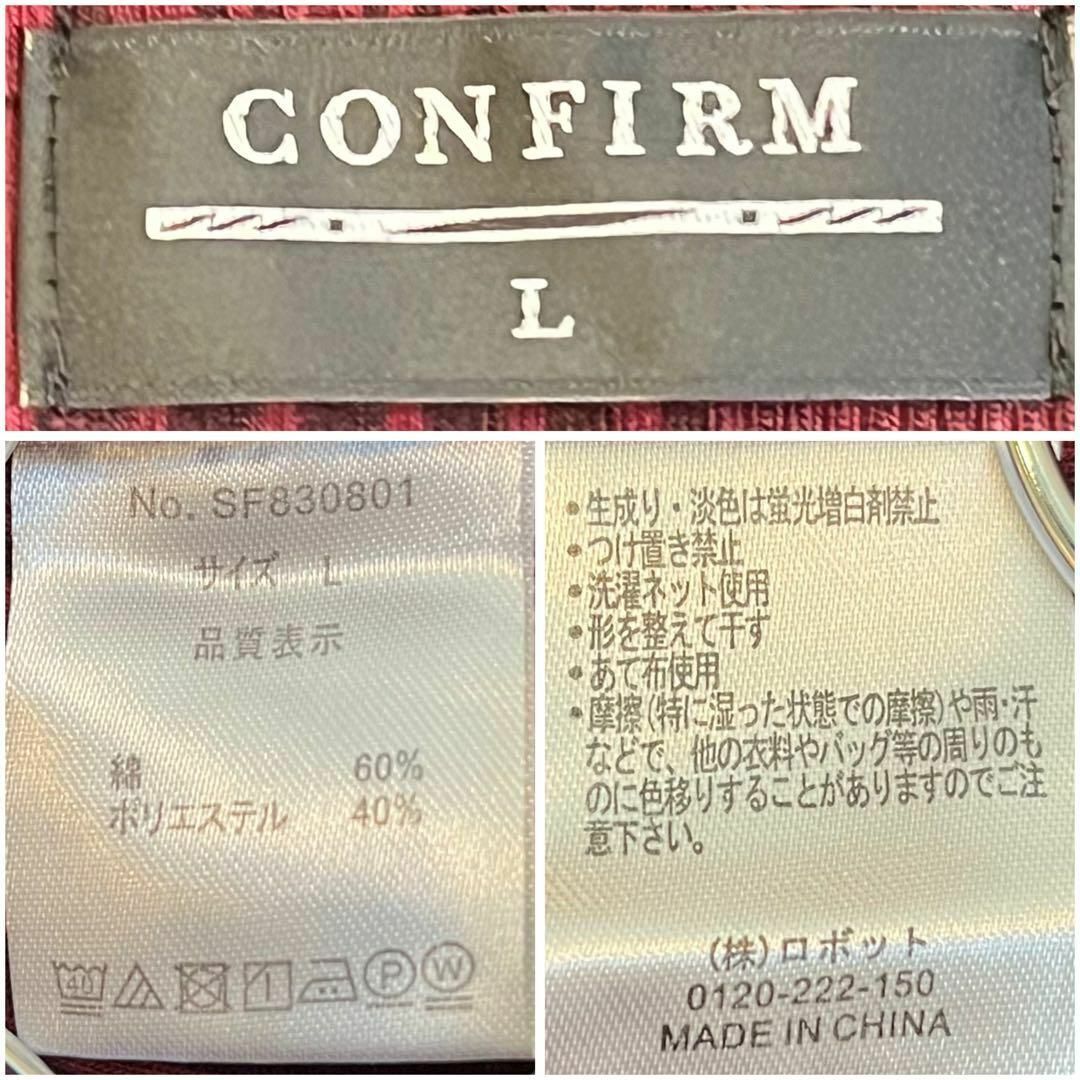 CONFIRM
L
No. SF830801
サイズ L
品質表示
綿 60%
ポリエステル 40%
40
P
W
・生成り・淡色は蛍光増白剤禁止
・つけ置き禁止
・洗濯ネット使用
・形を整えて干す
・あて布使用
・摩擦(特に湿った状態での摩擦)や雨・汗
などで、他の衣料やバッグ等の周りのも
のに色移りすることがありますのでご注
意下さい。
(株)ロボット
0120-222-150
MADE IN CHINA